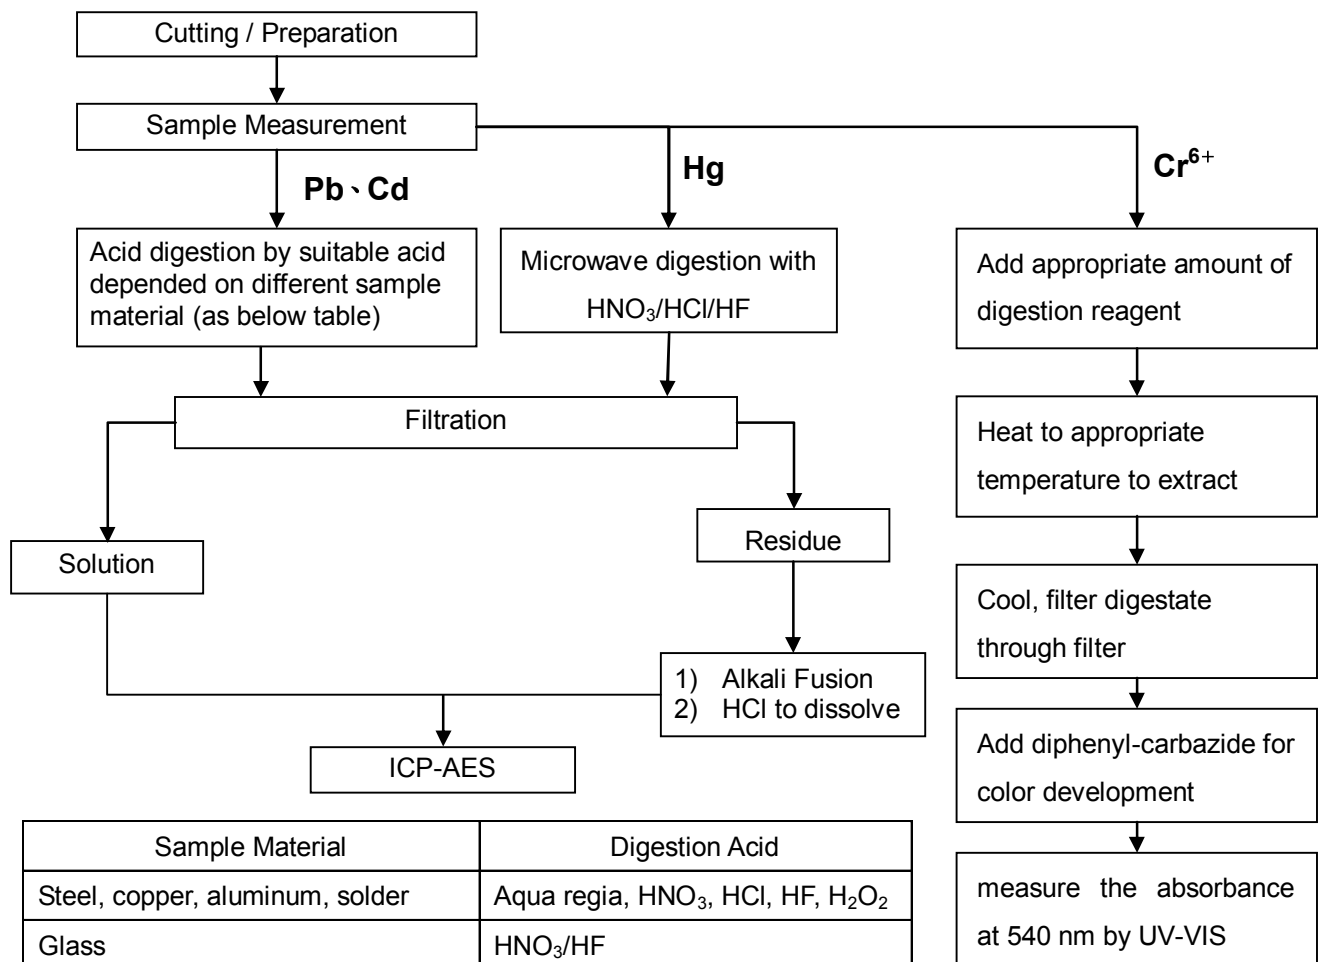 Cutting / Preparation
Sample Measurement
Pb、Cd
Hg
Cr⁶⁺
Acid digestion by suitable acid
depended on different sample
material (as below table)
Microwave digestion with
HNO₃/HCl/HF
Add appropriate amount of
digestion reagent
Filtration
Heat to appropriate
temperature to extract
Solution
Residue
Cool, filter digestate
through filter
1) Alkali Fusion
2) HCl to dissolve
ICP-AES
Add diphenyl-carbazide for
color development
measure the absorbance
at 540 nm by UV-VIS
Sample Material Digestion Acid
Steel, copper, aluminum, solder Aqua regia, HNO₃, HCl, HF, H₂O₂
Glass HNO₃/HF